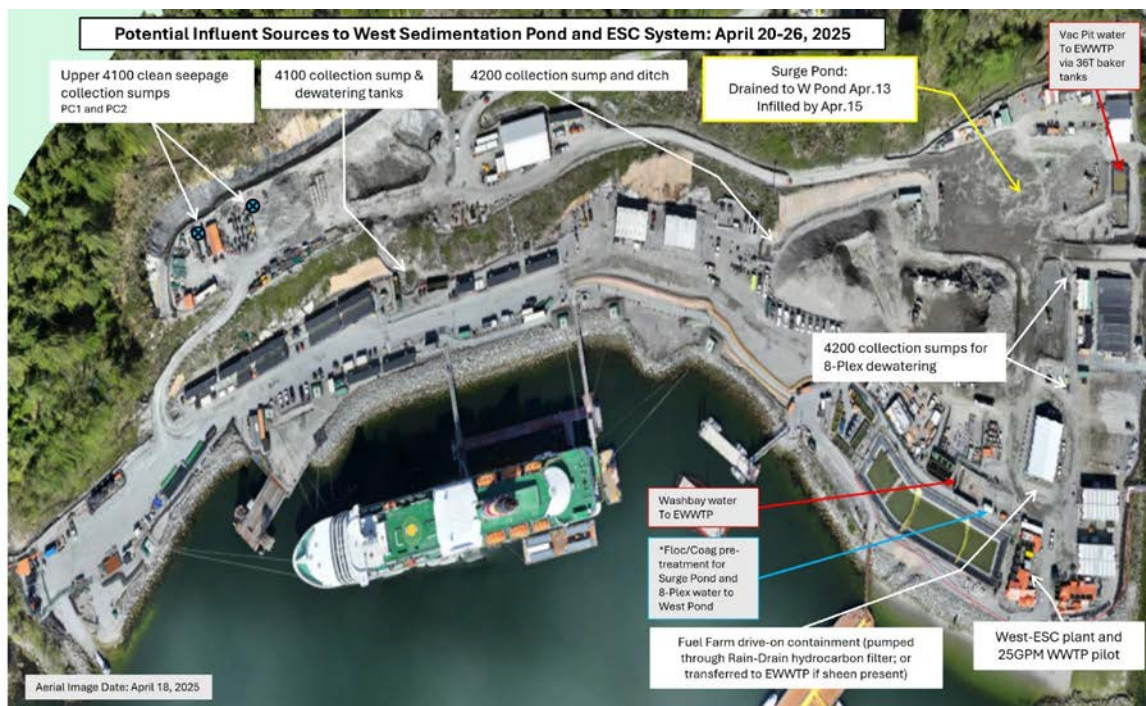 Potential Influent Sources to West Sedimentation Pond and ESC System: April 20-26, 2025
Upper 4100 clean seepage
collection sumps
PC1 and PC2
4100 collection sump &
dewatering tanks
4200 collection sump and ditch
Surge Pond:
Drained to W Pond Apr.13
Infilled by Apr.15
Vac Pit water
To EWWTP
via 36T baker
tanks
4200 collection sumps for
8-Plex dewatering
Washbay water
To EWWTP
*Floc/Coag pre-
treatment for
Surge Pond and
8-Plex water to
West Pond
Fuel Farm drive-on containment (pumped
through Rain-Drain hydrocarbon filter; or
transferred to EWWTP if sheen present)
West-ESC plant and
25GPM WWTP pilot
Aerial Image Date: April 18, 2025